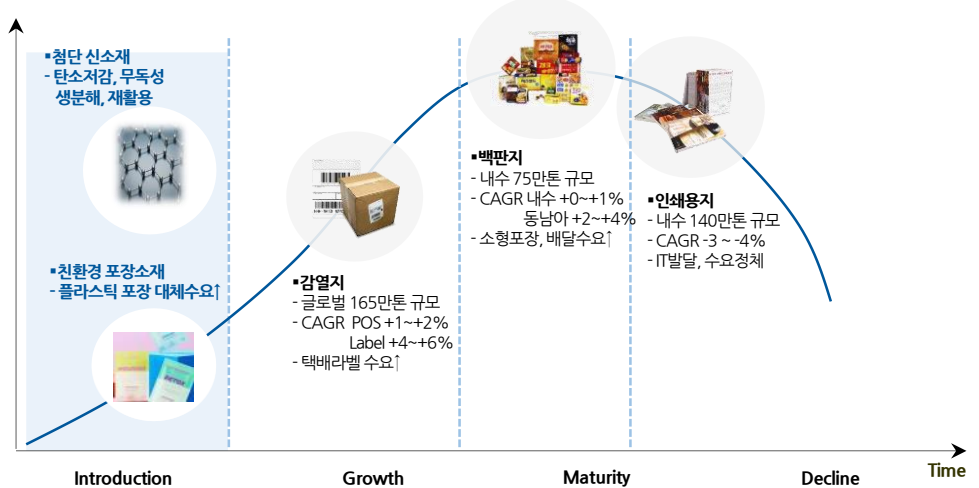 ▪첨단 신소재
- 탄소저감, 무독성
생분해, 재활용
▪친환경 포장소재
- 플라스틱 포장 대체수요↑
▪감열지
- 글로벌 165만톤 규모
- CAGR POS +1~+2%
Label +4~+6%
- 택배라벨 수요↑
▪백판지
- 내수 75만톤 규모
- CAGR 내수 +0~+1%
동남아 +2~+4%
- 소형포장, 배달수요↑
▪인쇄용지
- 내수 140만톤 규모
- CAGR -3 ~ -4%
- IT발달, 수요정체
Introduction
Growth
Maturity
Decline
Time